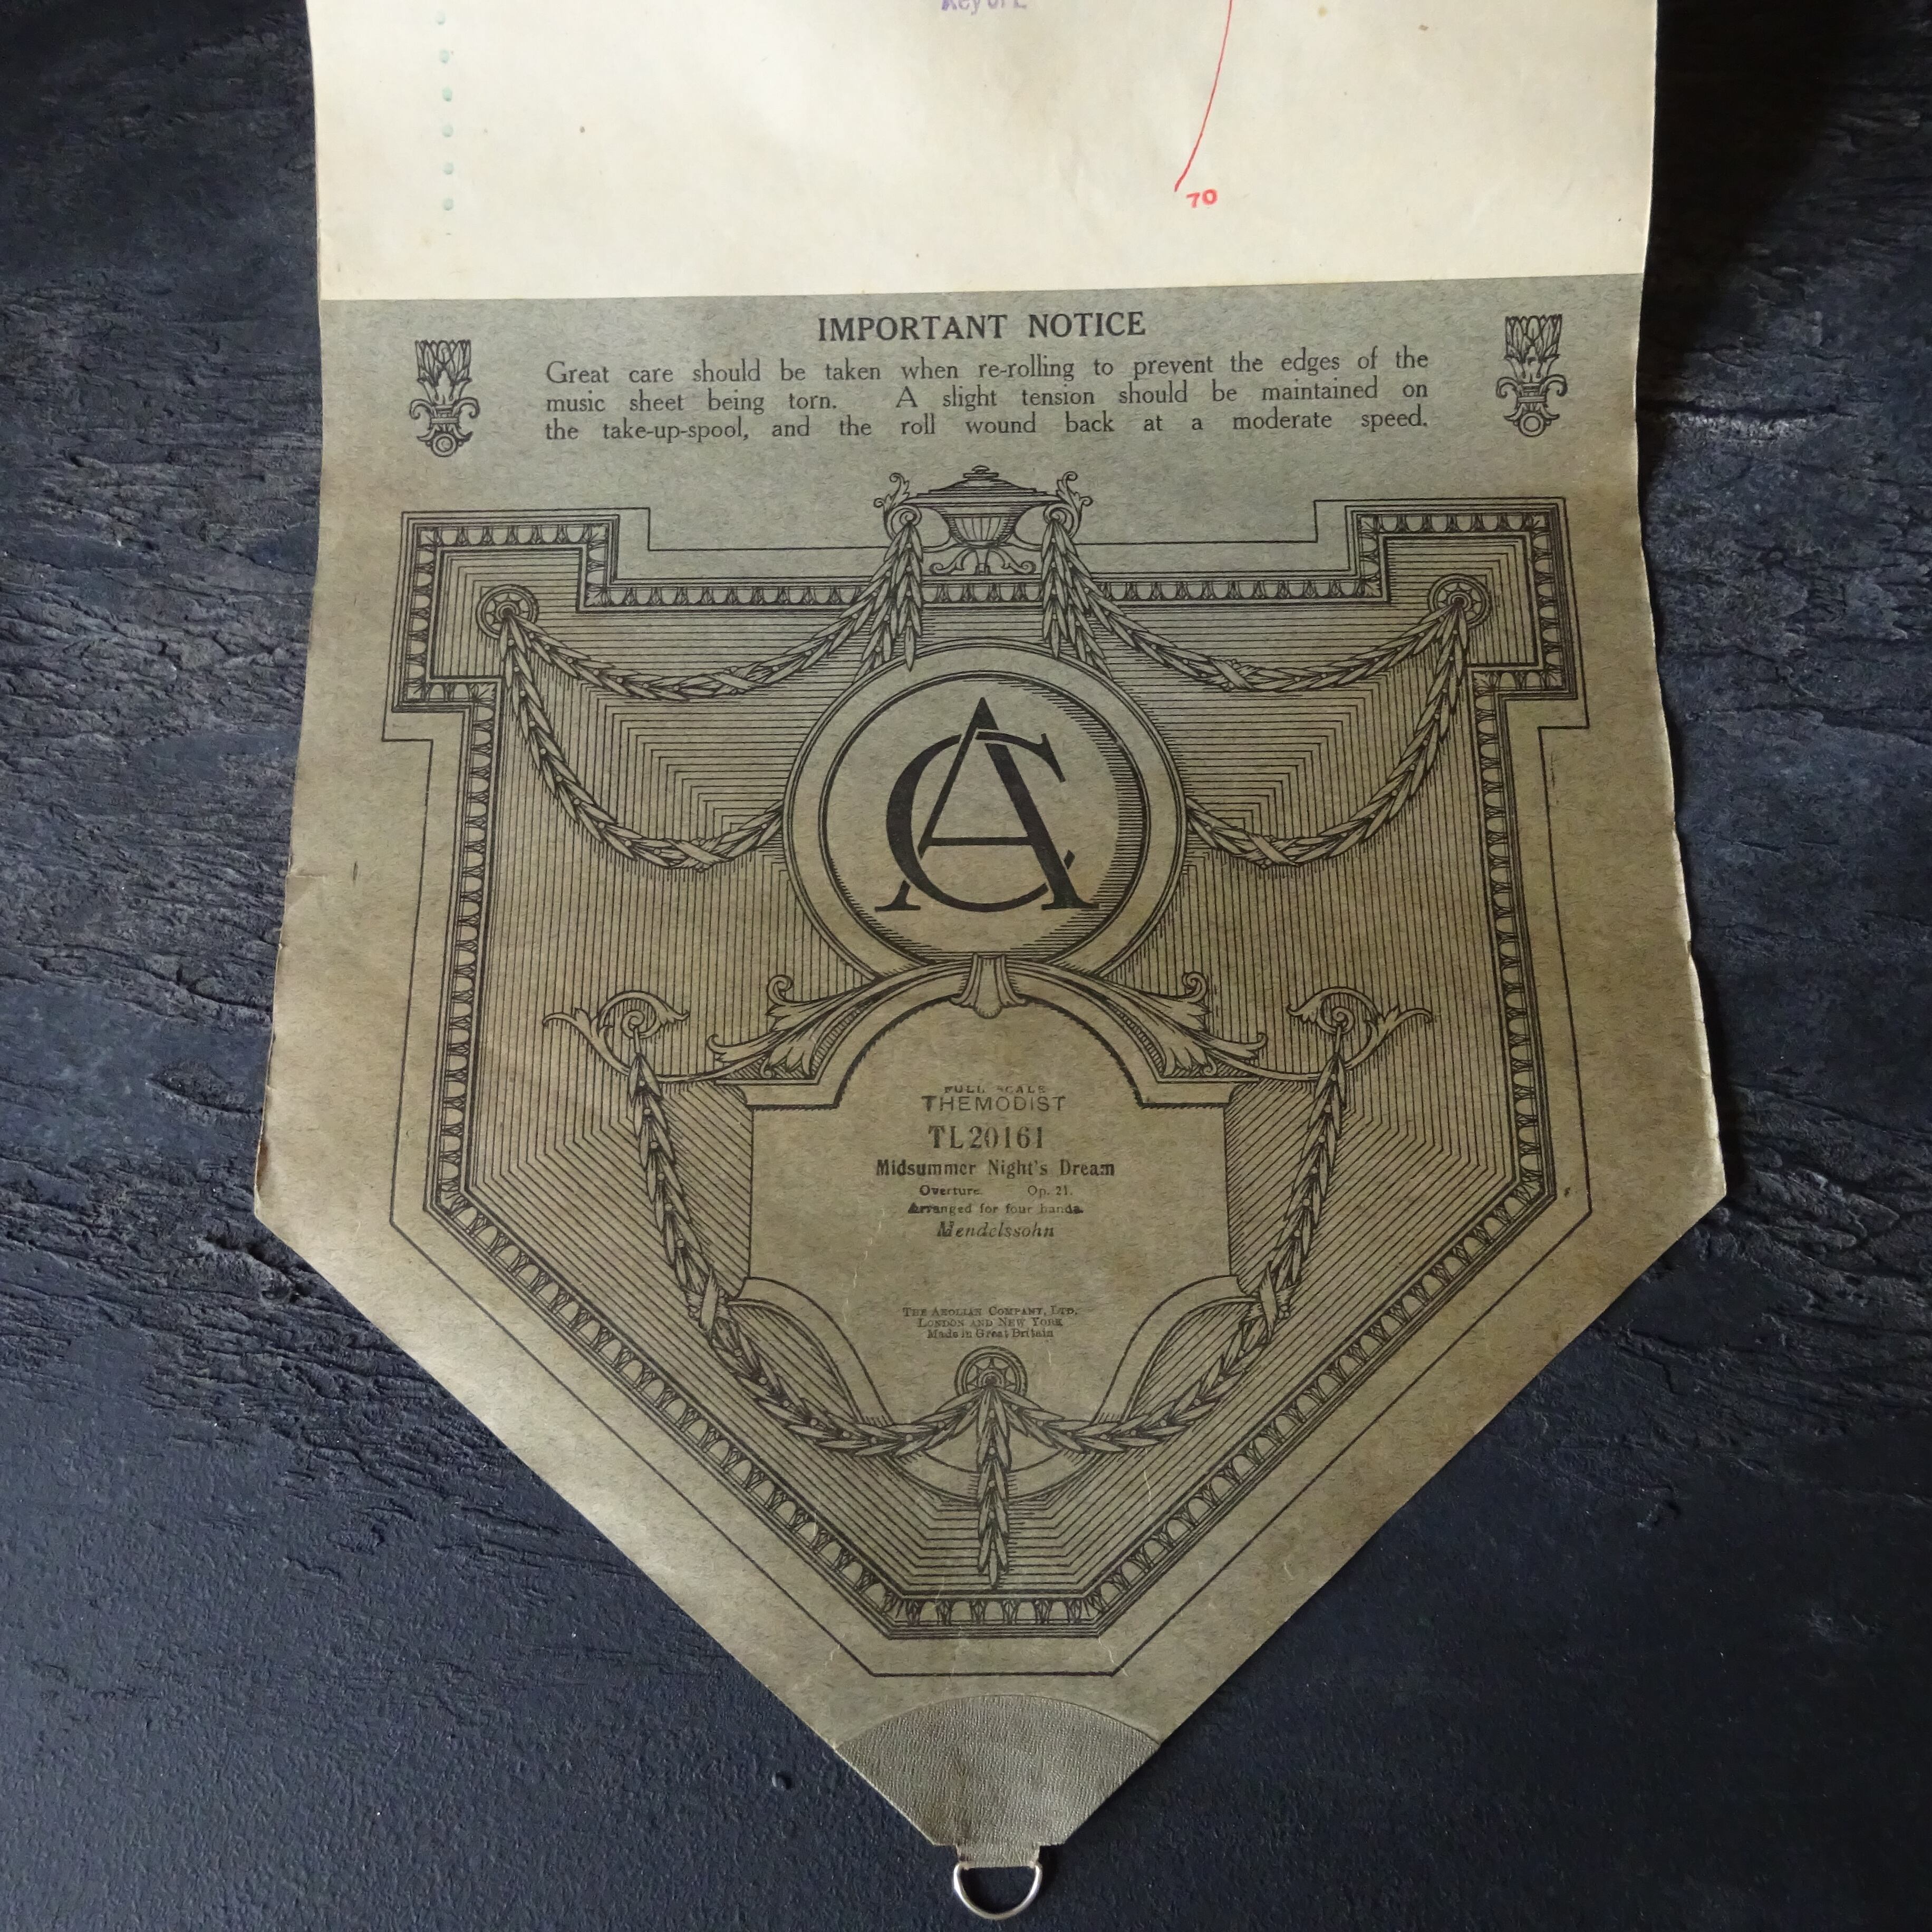 Key of E
70
IMPORTANT NOTICE
Great care should be taken when re-rolling to prevent the edges of the
music sheet being torn. A slight tension should be maintained on
the take-up-spool, and the roll wound back at a moderate speed.
AC
FULL SCALE
THEMODIST
TL20161
Midsummer Night's Dream
Overture. Op. 21.
Arranged for four hands.
Mendelssohn
THE AEOLIAN COMPANY, LTD.
LONDON AND NEW YORK
Made in Great Britain